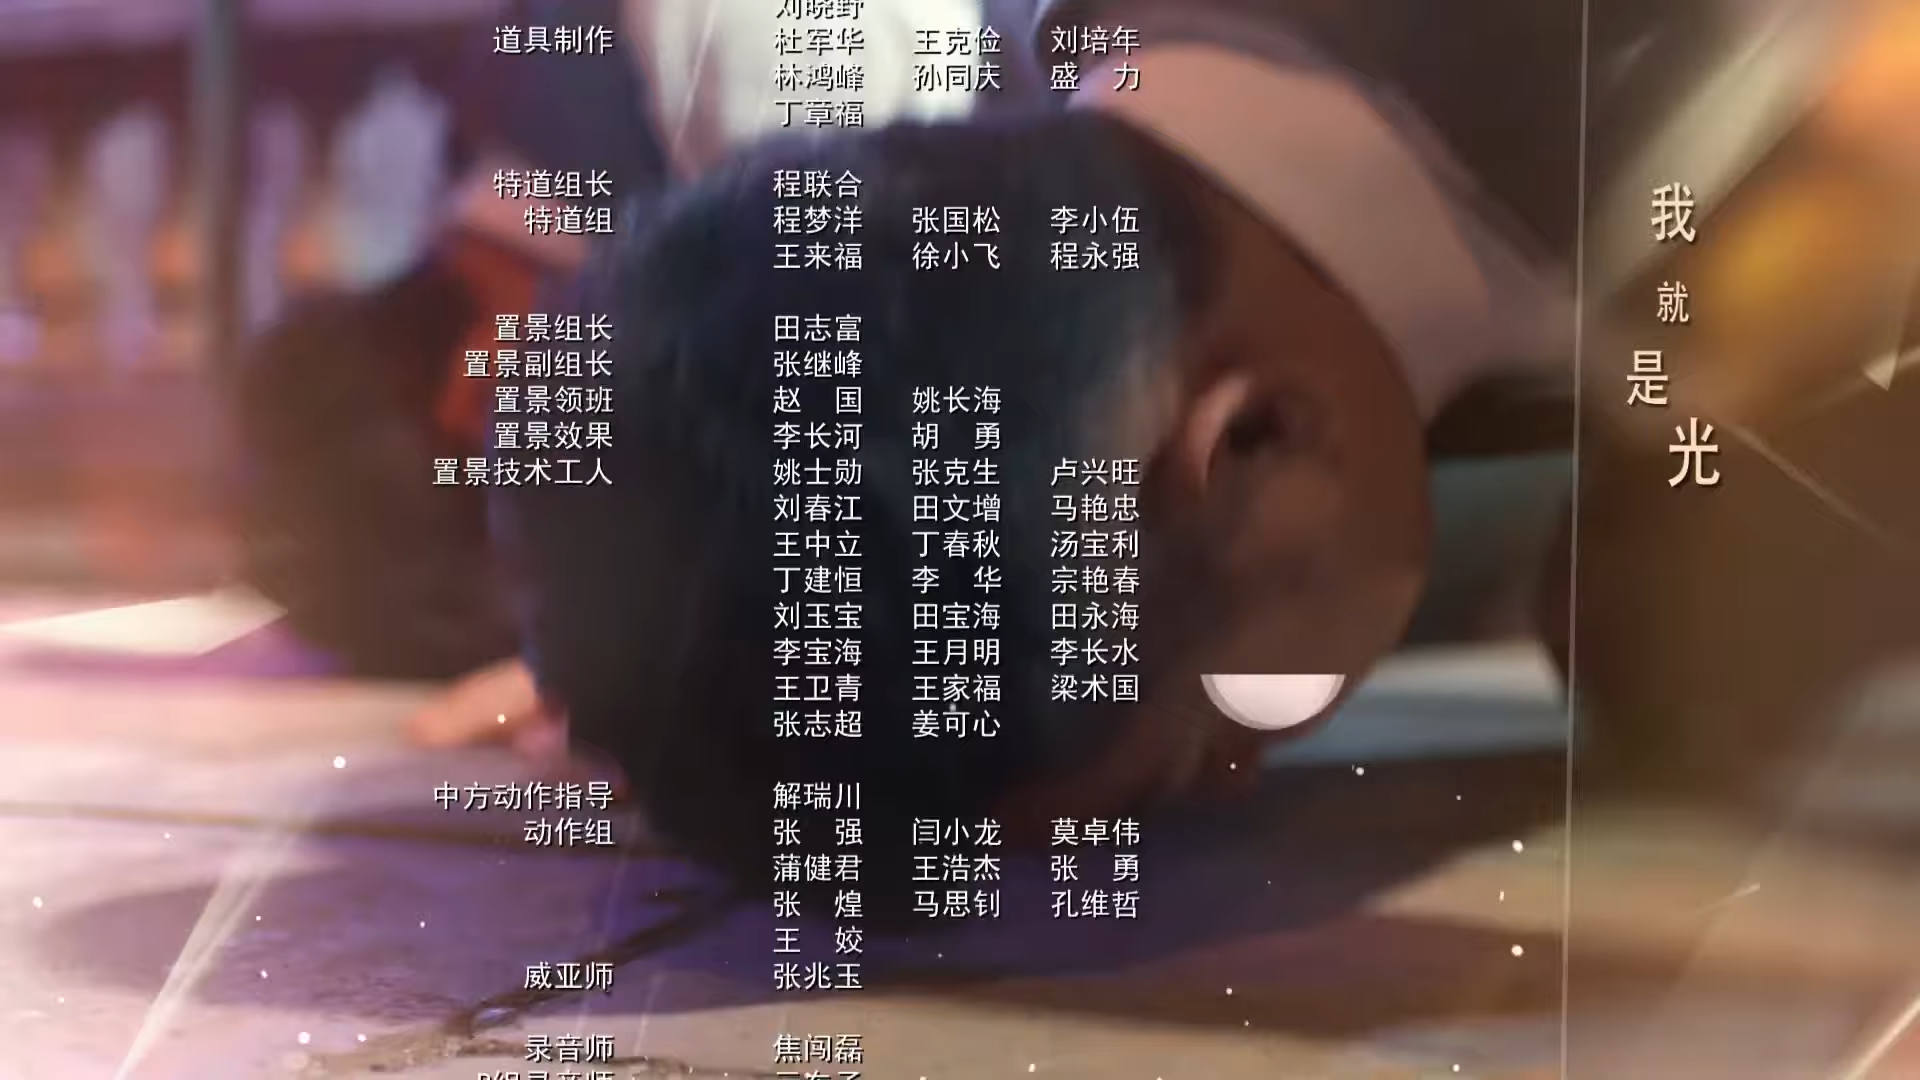 刘晓野
道具制作 杜军华 王克俭 刘培年
林鸿峰 孙同庆 盛 力
丁章福
特道组长 程联合
特道组 程梦洋 张国松 李小伍
王来福 徐小飞 程永强
置景组长 田志富
置景副组长 张继峰
置景领班 赵 国 姚长海
置景效果 李长河 胡 勇
置景技术工人 姚士勋 张克生 卢兴旺
刘春江 田文增 马艳忠
王中立 丁春秋 汤宝利
丁建恒 李 华 宗艳春
刘玉宝 田宝海 田永海
李宝海 王月明 李长水
王卫青 王家福 梁术国
张志超 姜可心
中方动作指导 解瑞川
动作组 张 强 闫小龙 莫卓伟
蒲健君 王浩杰 张 勇
张 煌 马思钊 孔维哲
王 姣
威亚师 张兆玉
录音师 焦闯磊
我就是光